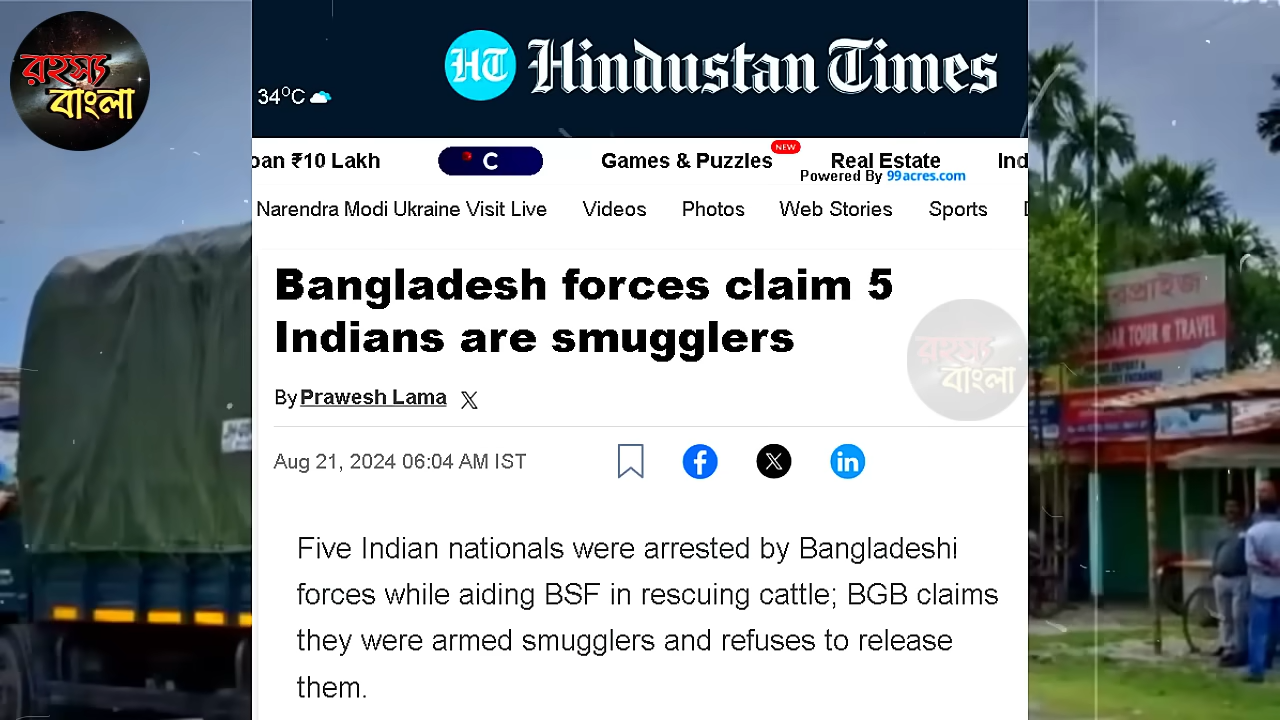 রহস্য
বাংলা
34°C
HT Hindustan Times
oan ₹10 Lakh
C
Games & Puzzles
NEW
Real Estate
Ind
Powered By 99acres.com
Narendra Modi Ukraine Visit Live
Videos
Photos
Web Stories
Sports
Bangladesh forces claim 5
Indians are smugglers
রহস্য
বাংলা
By Prawesh Lama
Aug 21, 2024 06:04 AM IST
Five Indian nationals were arrested by Bangladeshi
forces while aiding BSF in rescuing cattle; BGB claims
they were armed smugglers and refuses to release
them.
রপ্রাইজ
DAR TOUR & TRAVEL